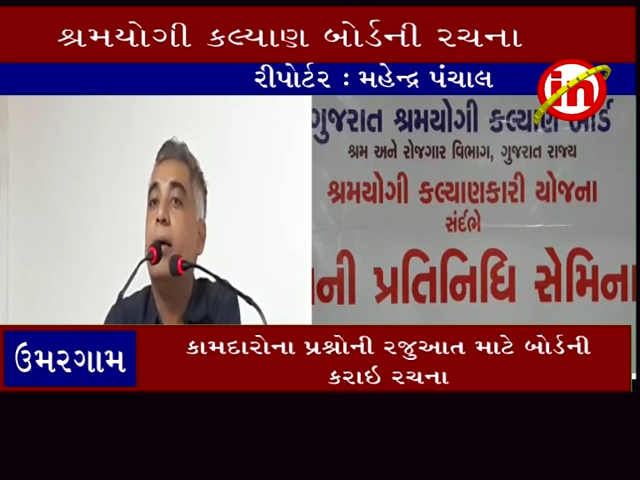 શ્રમયોગી કલ્યાણ બોર્ડની રચના
રીપોર્ટર : મહેન્દ્ર પંચાલ
in
ગુજરાત શ્રમયોગી કલ્યાણ બોર્ડ
શ્રમ અને રોજગાર વિભાગ, ગુજરાત રાજ્ય
શ્રમયોગી કલ્યાણકારી યોજના
સંદર્ભે
પ્રતિનિધિ સેમિના
ઉમરગામ
કામદારોના પ્રશ્નોની રજુઆત માટે બોર્ડની
કરાઇ રચના